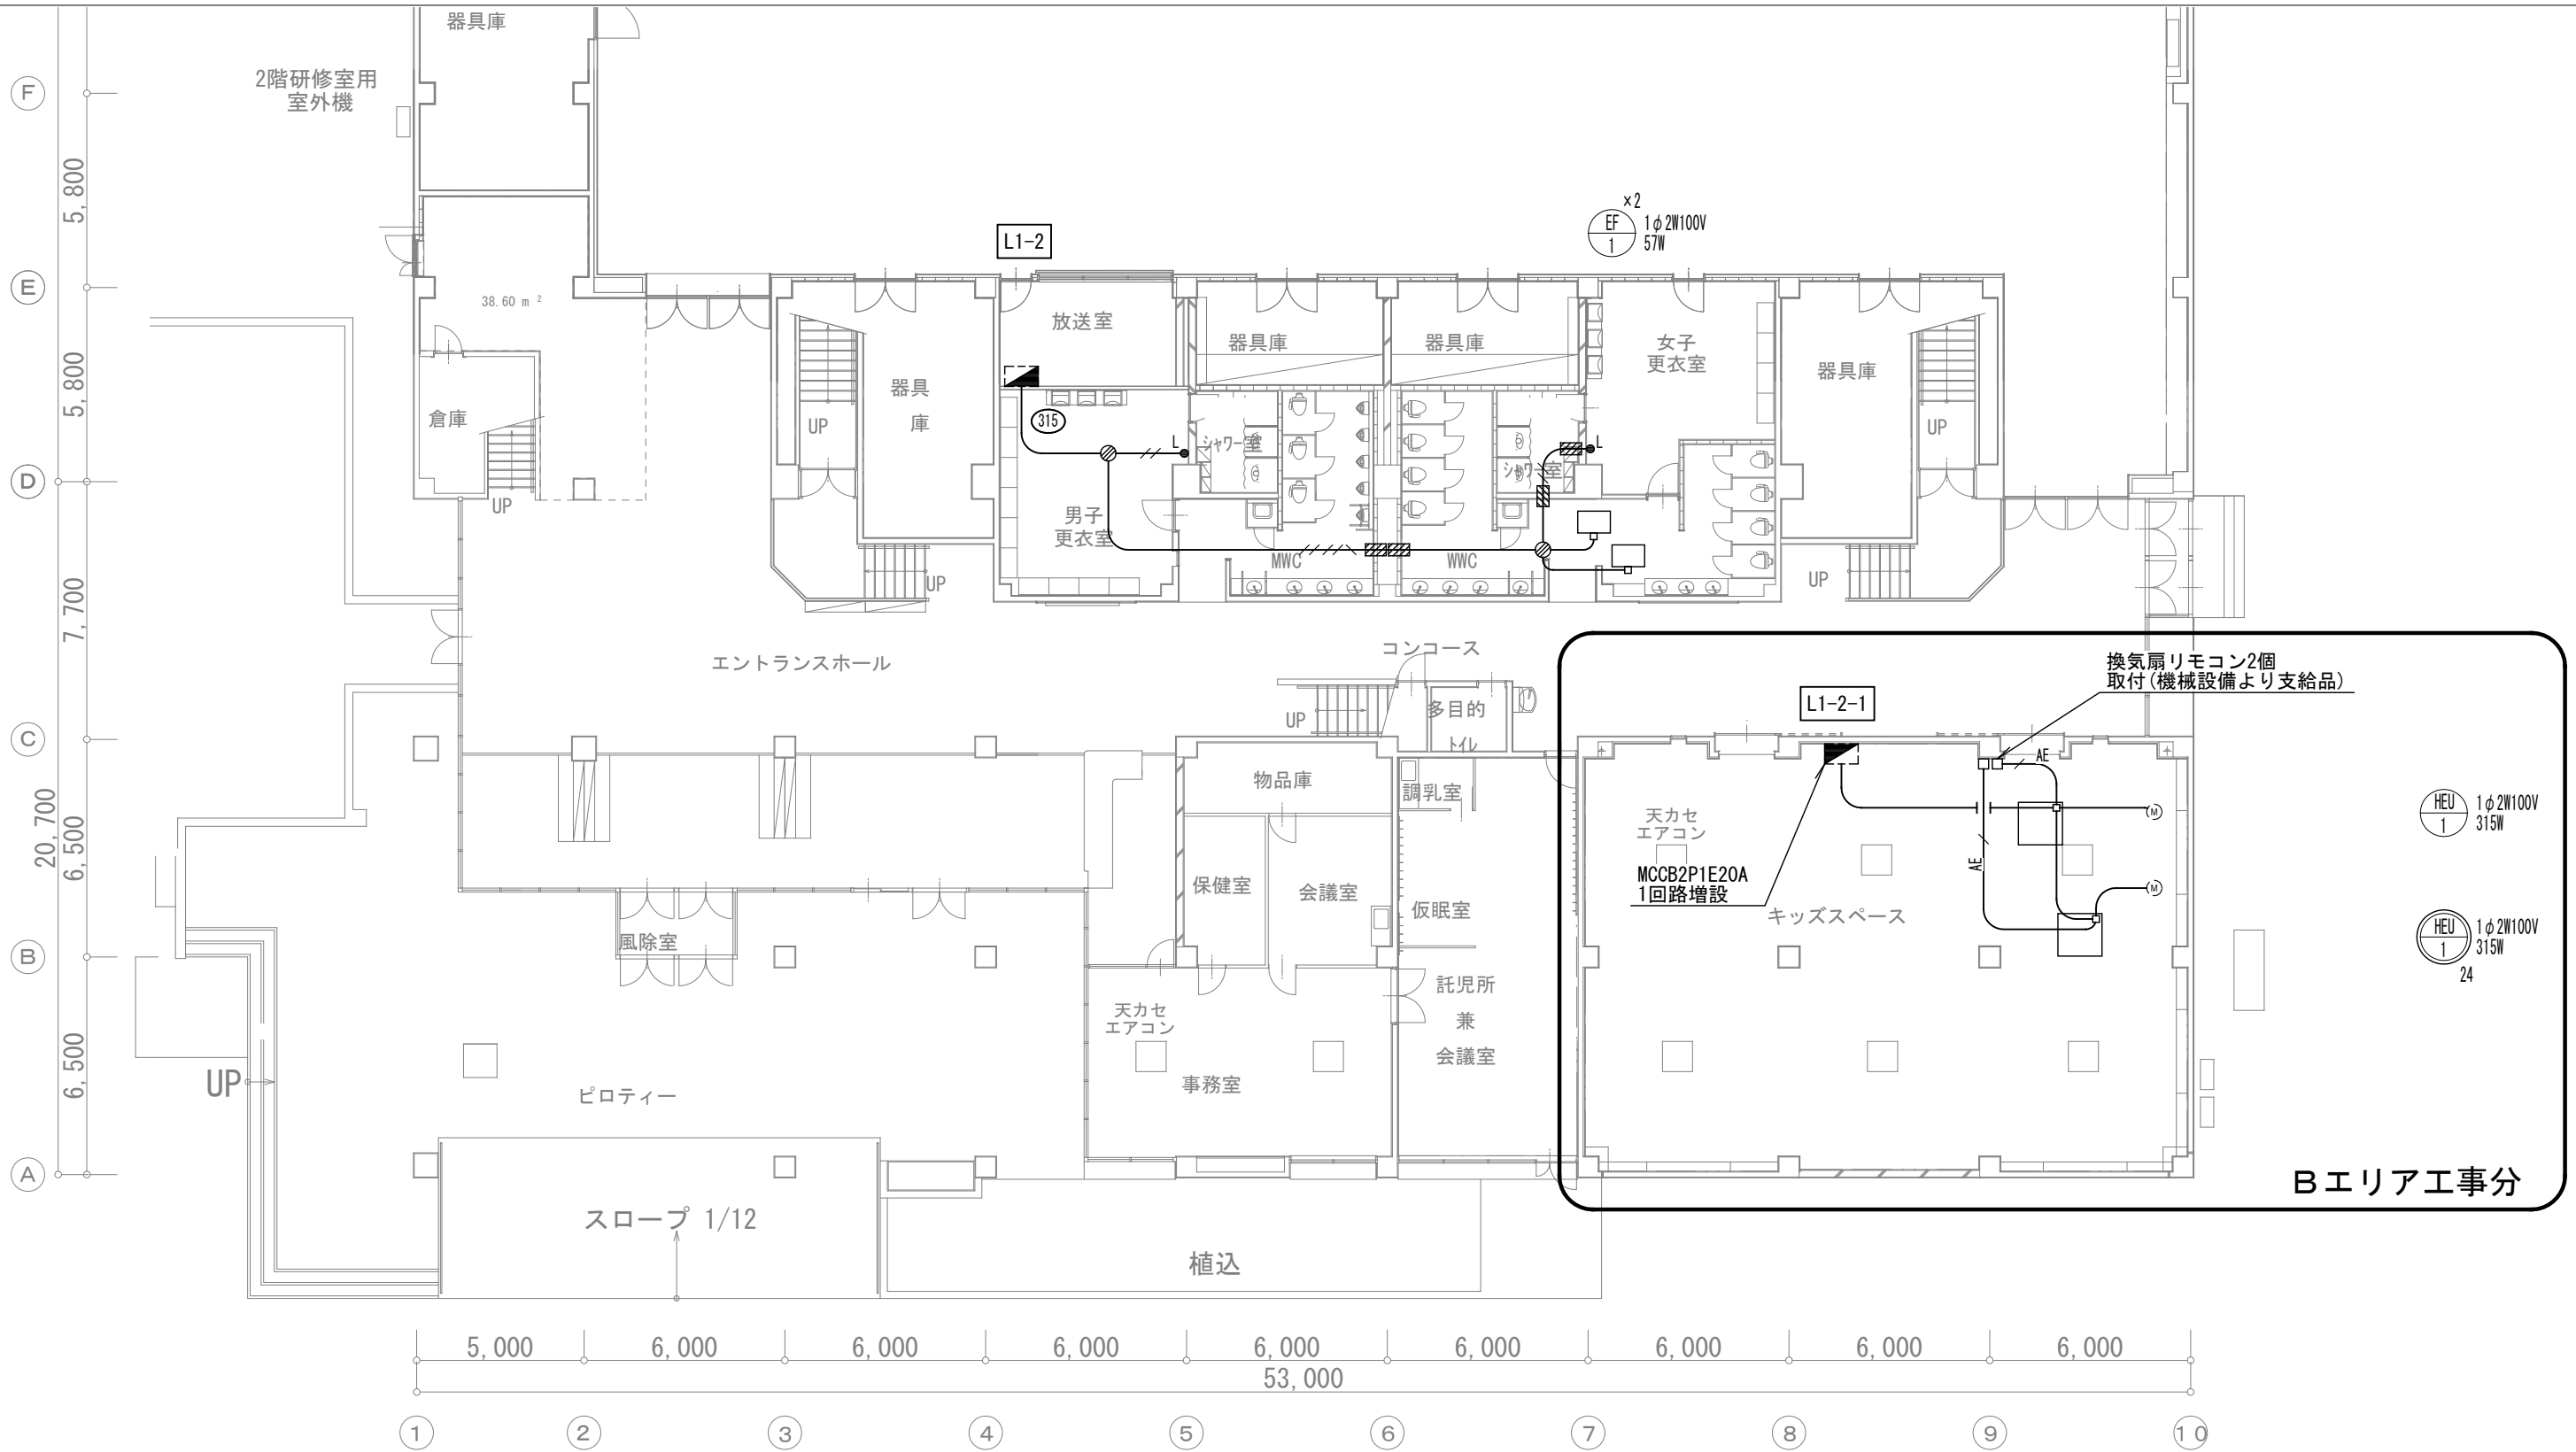 器具庫
2階研修室用
室外機
F
5,800
×2
EF
1
1φ2W100V
57W
L1-2
E
38.60 m 2
放送室
器具庫
器具庫
女子
更衣室
器具庫
器具
庫
5,800
倉庫
UP
315
L
シャワー室
L
シャワー室
UP
D
UP
男子
更衣室
MWC
WWC
UP
UP
7,700
エントランスホール
コンコース
換気扇リモコン2個
取付(機械設備より支給品)
L1-2-1
多目的
トイレ
UP
C
AE
物品庫
調乳室
天カセ
エアコン
M
HEU
1
1φ2W100V
315W
20,700
6,500
MCCB2P1E20A
1回路増設
AE
保健室
会議室
仮眠室
M
キッズスペース
HEU
1
1φ2W100V
315W
24
風除室
B
託児所
兼
会議室
天カセ
エアコン
6,500
UP
ピロティー
事務室
A
Bエリア工事分
スロープ 1/12
植込
5,000
6,000
6,000
6,000
6,000
6,000
6,000
6,000
6,000
53,000
1
2
3
4
5
6
7
8
9
10